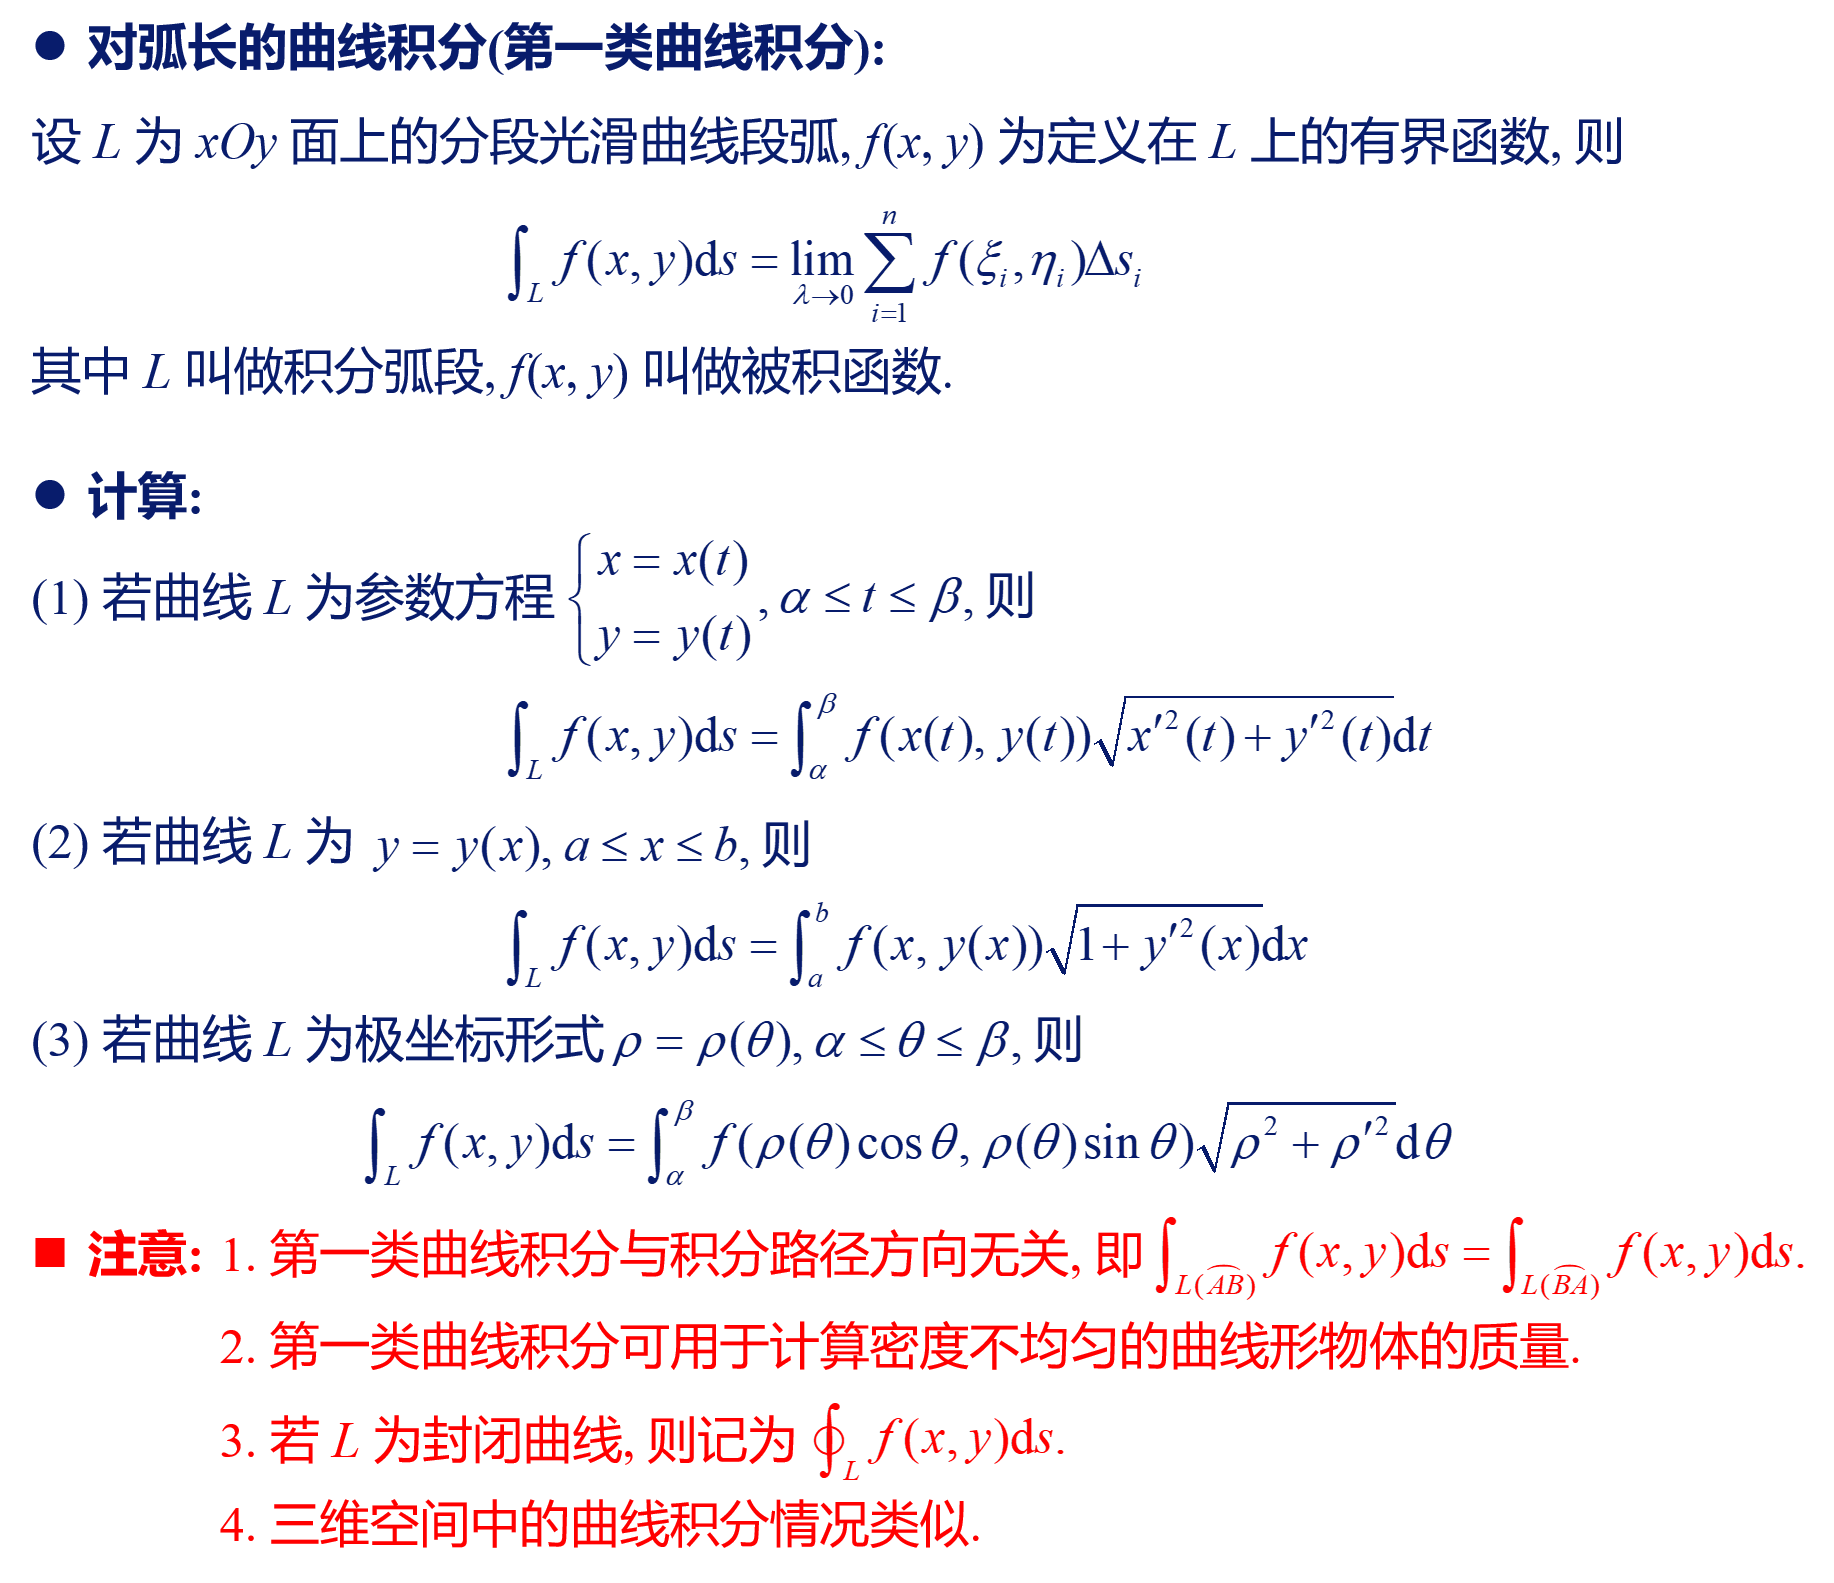 ● 对弧长的曲线积分(第一类曲线积分):
设 L 为 xOy 面上的分段光滑曲线段弧, f(x, y) 为定义在 L 上的有界函数, 则
$\int_L f(x, y)\mathrm{d}s = \lim_{\lambda \to 0} \sum_{i=1}^{n} f(\xi_i, \eta_i)\Delta s_i$
其中 L 叫做积分弧段, f(x, y) 叫做被积函数.
● 计算:
(1) 若曲线 L 为参数方程 $\begin{cases} x = x(t) \\ y = y(t) \end{cases}, \alpha \le t \le \beta,$ 则
$\int_L f(x, y)\mathrm{d}s = \int_\alpha^\beta f(x(t), y(t))\sqrt{x'^2(t) + y'^2(t)}\mathrm{d}t$
(2) 若曲线 L 为 $y = y(x), a \le x \le b,$ 则
$\int_L f(x, y)\mathrm{d}s = \int_a^b f(x, y(x))\sqrt{1 + y'^2(x)}\mathrm{d}x$
(3) 若曲线 L 为极坐标形式 $\rho = \rho(\theta), \alpha \le \theta \le \beta,$ 则
$\int_L f(x, y)\mathrm{d}s = \int_\alpha^\beta f(\rho(\theta)\cos\theta, \rho(\theta)\sin\theta)\sqrt{\rho^2 + \rho'^2}\mathrm{d}\theta$
■ 注意: 1. 第一类曲线积分与积分路径方向无关, 即 $\int_{L(\overset{\frown}{AB})} f(x, y)\mathrm{d}s = \int_{L(\overset{\frown}{BA})} f(x, y)\mathrm{d}s.$
2. 第一类曲线积分可用于计算密度不均匀的曲线形物体的质量.
3. 若 L 为封闭曲线, 则记为 $\oint_L f(x, y)\mathrm{d}s.$
4. 三维空间中的曲线积分情况类似.